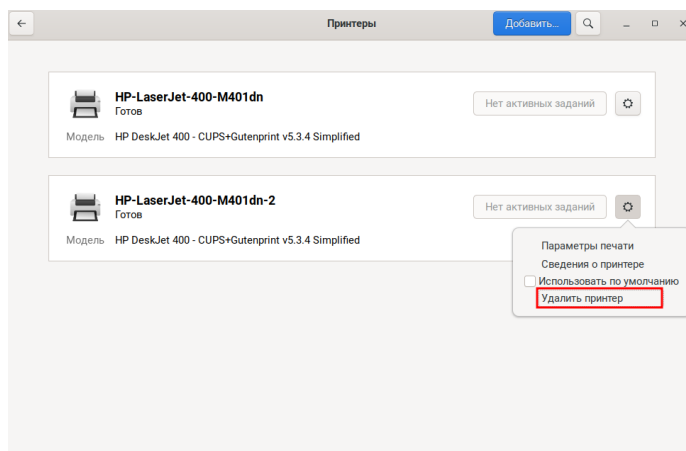 Принтеры
Добавить...
HP-LaserJet-400-M401dn
Готов
Нет активных заданий
Модель HP DeskJet 400 - CUPS+Gutenprint v5.3.4 Simplified
HP-LaserJet-400-M401dn-2
Готов
Нет активных заданий
Модель HP DeskJet 400 - CUPS+Gutenprint v5.3.4 Simplified
Параметры печати
Сведения о принтере
Использовать по умолчанию
Удалить принтер